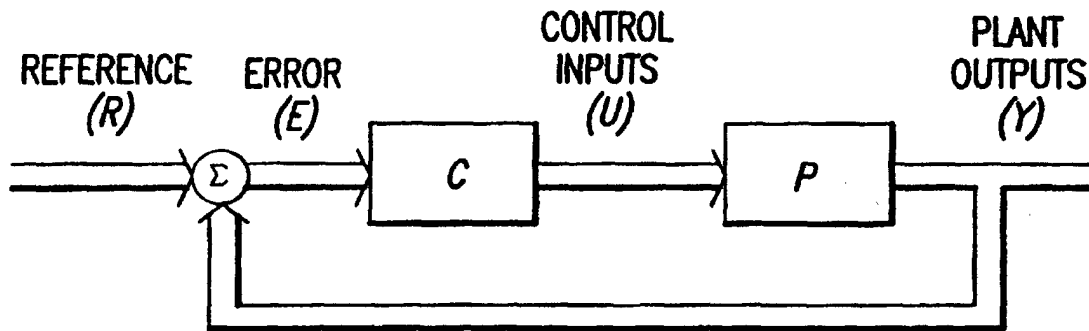 REFERENCE
(R)
ERROR
(E)
CONTROL
INPUTS
(U)
PLANT
OUTPUTS
(Y)
Σ
C
P